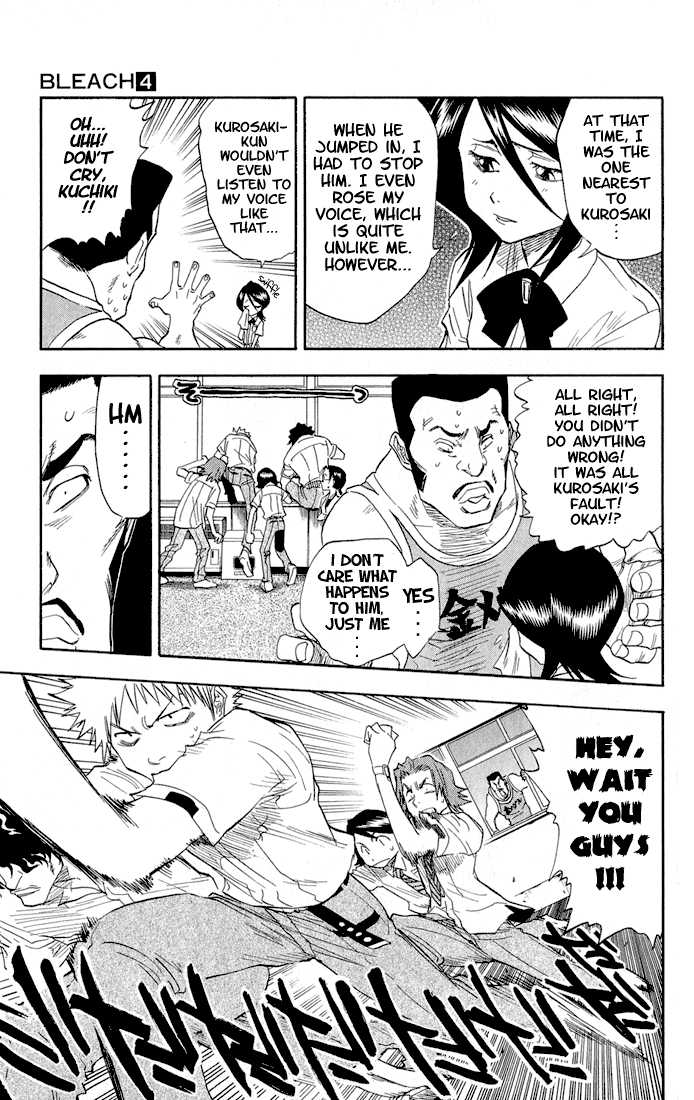 BLEACH4
AT THAT
TIME, I
WAS THE
ONE
NEAREST
TO
KUROSAKI
...
WHEN HE
JUMPED IN, I
HAD TO STOP
HIM. I EVEN
ROSE MY
VOICE, WHICH
IS QUITE
UNLIKE ME.
HOWEVER...
KUROSAKI-
KUN
WOULDN'T
EVEN
LISTEN TO
MY VOICE
LIKE
THAT...
Sniffle
OH...
UHH!
DON'T
CRY,
KUCHIKI
!!
ALL RIGHT,
ALL RIGHT!
YOU DIDN'T
DO ANYTHING
WRONG!
IT WAS ALL
KUROSAKI'S
FAULT!
OKAY!?
YES
...
I DON'T
CARE WHAT
HAPPENS
TO HIM,
JUST ME
...
HM
.....
HEY,
WAIT
YOU
GUYS
!!!